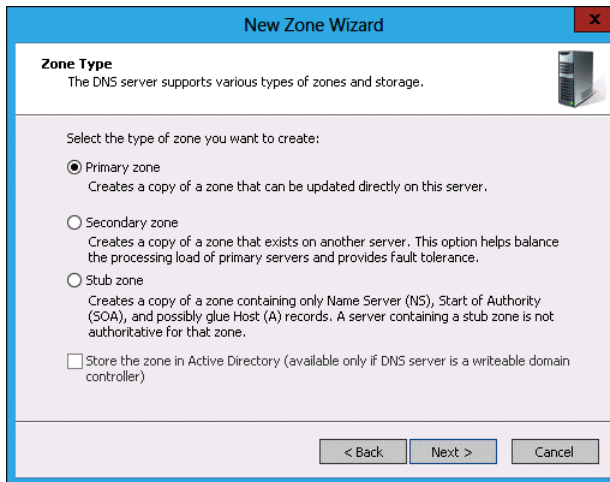 New Zone Wizard
x
Zone Type
The DNS server supports various types of zones and storage.
Select the type of zone you want to create:
Primary zone
Creates a copy of a zone that can be updated directly on this server.
Secondary zone
Creates a copy of a zone that exists on another server. This option helps balance
the processing load of primary servers and provides fault tolerance.
Stub zone
Creates a copy of a zone containing only Name Server (NS), Start of Authority
(SOA), and possibly glue Host (A) records. A server containing a stub zone is not
authoritative for that zone.
Store the zone in Active Directory (available only if DNS server is a writeable domain
controller)
< Back Next > Cancel